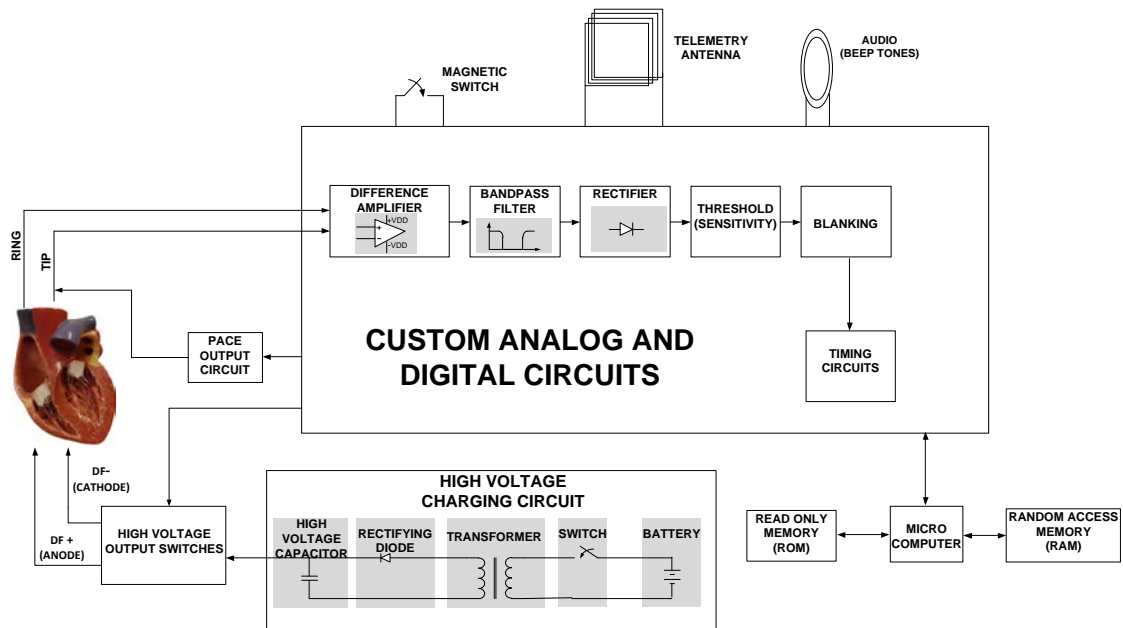 TELEMETRY
ANTENNA
AUDIO
(BEEP TONES)
MAGNETIC
SWITCH
DIFFERENCE
AMPLIFIER
+VDD
+
-
-VDD
BANDPASS
FILTER
RECTIFIER
THRESHOLD
(SENSITIVITY)
BLANKING
RING
TIP
PACE
OUTPUT
CIRCUIT
CUSTOM ANALOG AND
DIGITAL CIRCUITS
TIMING
CIRCUITS
DF-
(CATHODE)
DF +
(ANODE)
HIGH VOLTAGE
OUTPUT SWITCHES
HIGH VOLTAGE
CHARGING CIRCUIT
HIGH
VOLTAGE
CAPACITOR
RECTIFYING
DIODE
TRANSFORMER
SWITCH
BATTERY
READ ONLY
MEMORY
(ROM)
MICRO
COMPUTER
RANDOM ACCESS
MEMORY
(RAM)